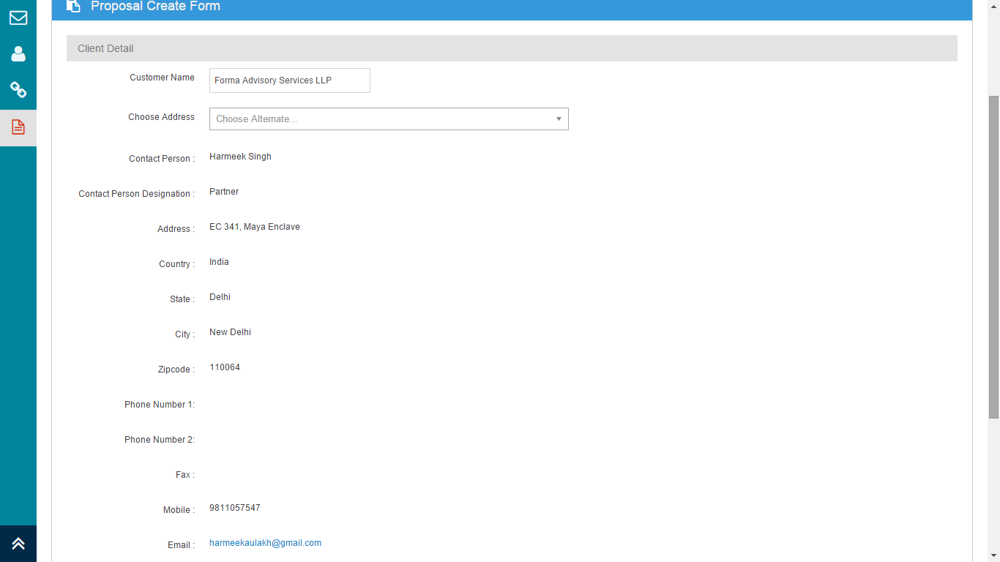 Proposal Create Form
Client Detail
Customer Name Forma Advisory Services LLP
Choose Address Choose Alternate...
Contact Person : Harmeek Singh
Contact Person Designation : Partner
Address : EC 341, Maya Enclave
Country : India
State : Delhi
City : New Delhi
Zipcode : 110064
Phone Number 1:
Phone Number 2:
Fax :
Mobile : 9811057547
Email : harmeekaulakh@gmail.com